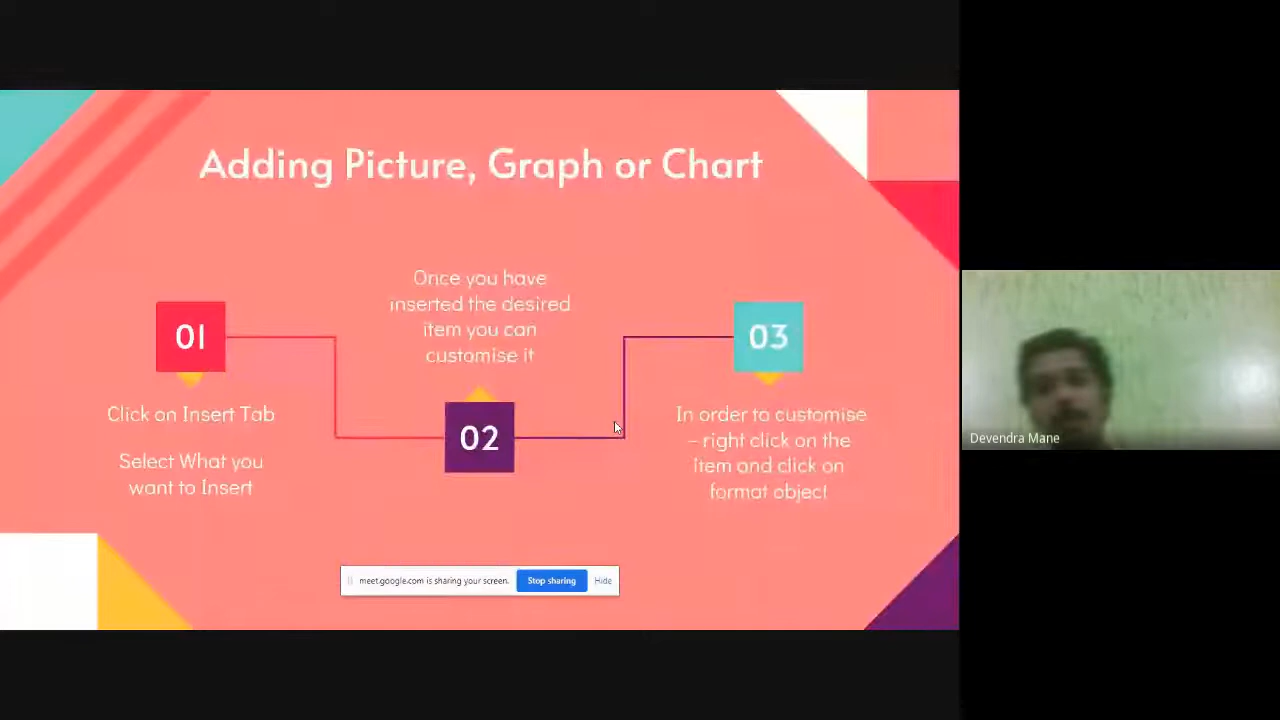 Adding Picture, Graph or Chart
01
Click on Insert Tab
Select What you
want to Insert
Once you have
inserted the desired
item you can
customise it
02
03
In order to customise
– right click on the
item and click on
format object
meet.google.com is sharing your screen.
Stop sharing
Hide
Devendra Mane